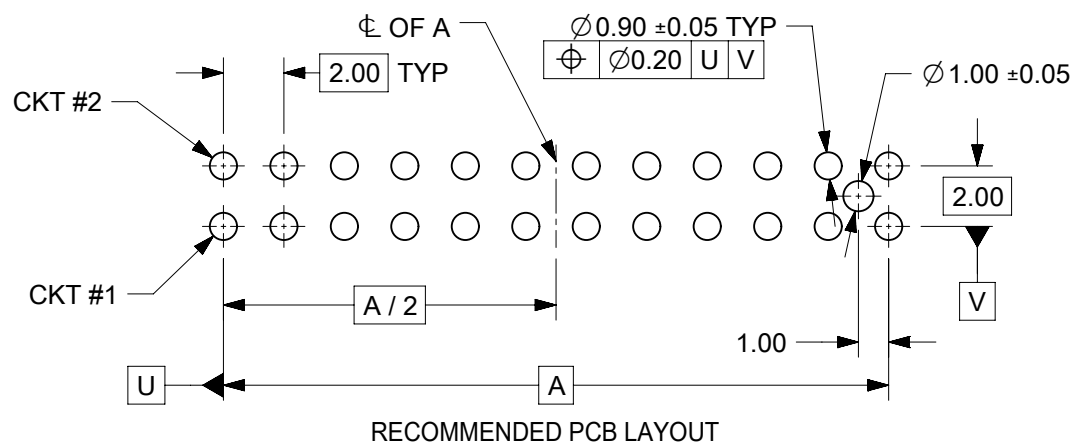 ℄ OF A
∅0.90 ±0.05 TYP
⌖ ∅0.20 U V
2.00 TYP
∅1.00 ±0.05
CKT #2
2.00
CKT #1
A / 2
V
1.00
U
A
RECOMMENDED PCB LAYOUT